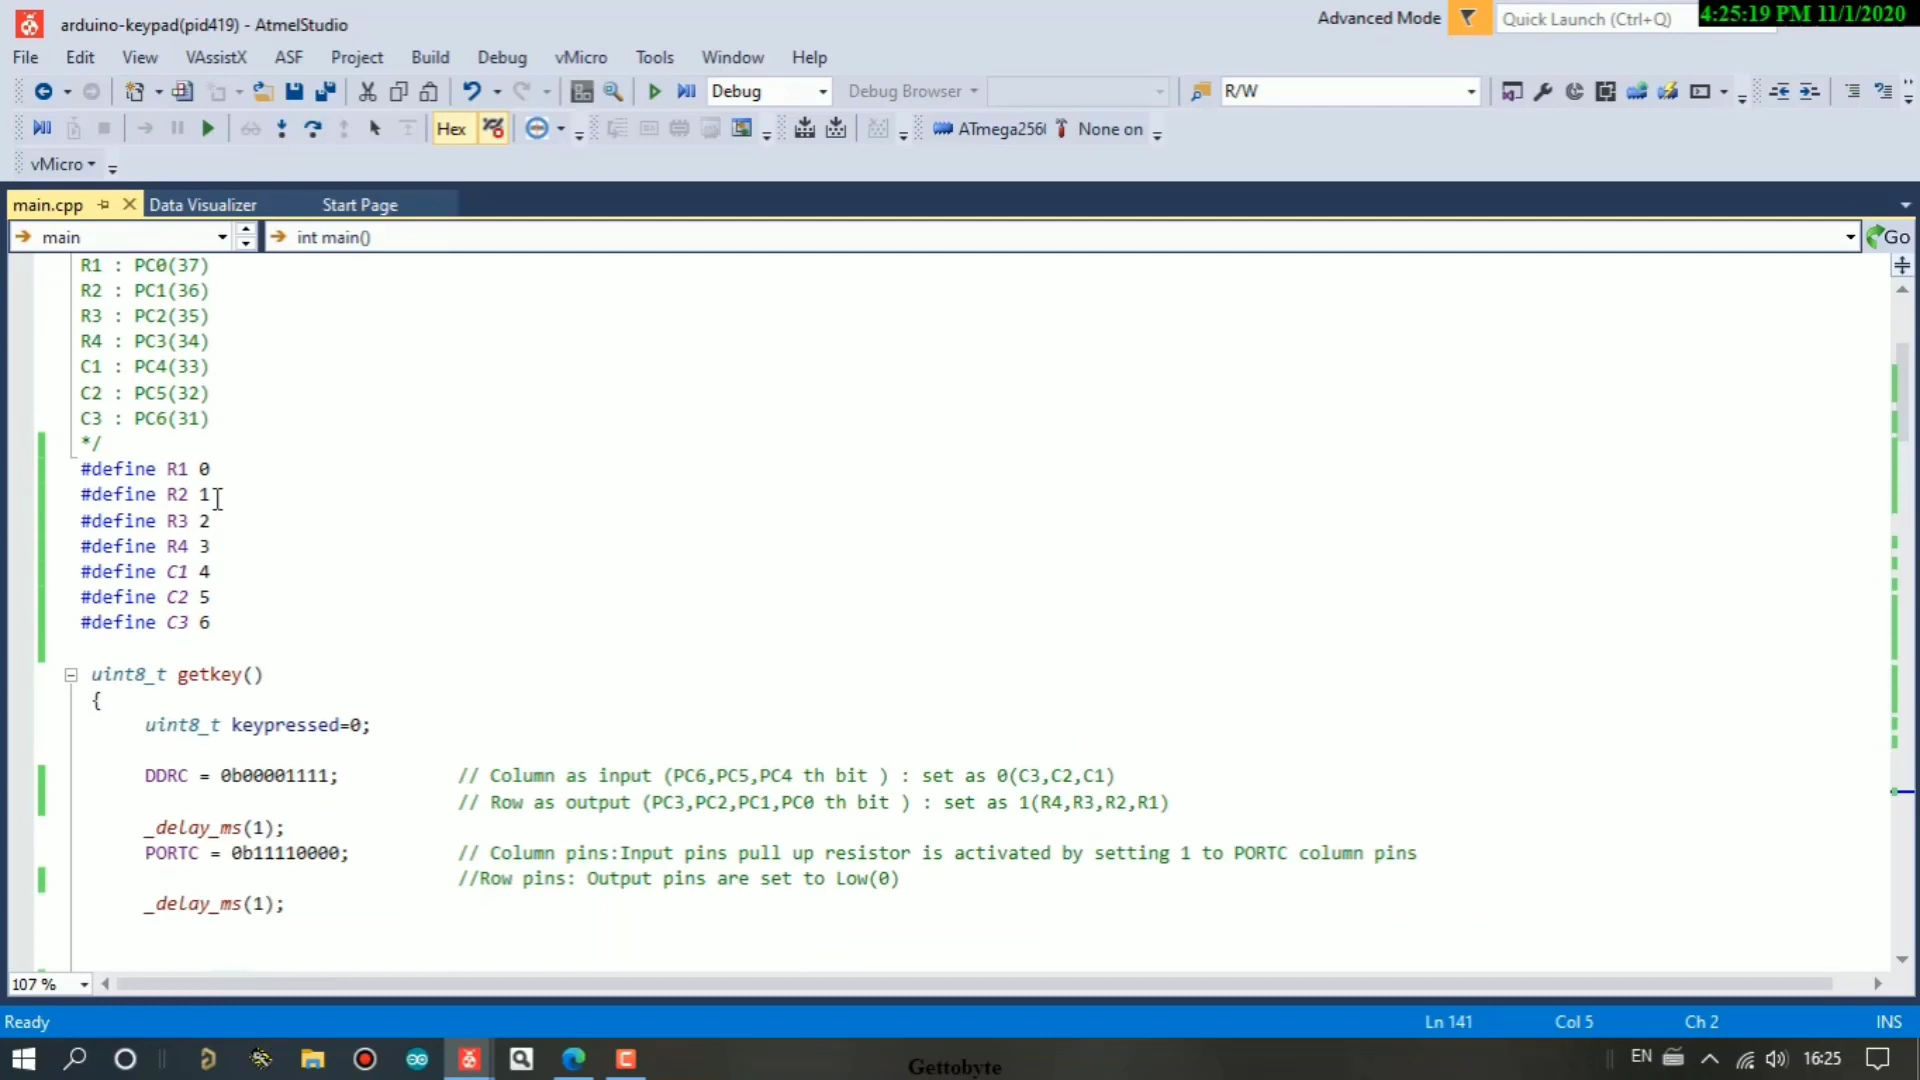 arduino-keypad(pid419) - AtmelStudio
Advanced Mode
Quick Launch (Ctrl+Q)
4:25:19 PM 11/1/2020
File Edit View VAssistX ASF Project Build Debug vMicro Tools Window Help
Debug
Debug Browser
R/W
Hex
ATmega256
None on
vMicro
main.cpp
Data Visualizer
Start Page
main
int main()
Go
R1 : PC0(37)
R2 : PC1(36)
R3 : PC2(35)
R4 : PC3(34)
C1 : PC4(33)
C2 : PC5(32)
C3 : PC6(31)
*/
#define R1 0
#define R2 1
#define R3 2
#define R4 3
#define C1 4
#define C2 5
#define C3 6
uint8_t getkey()
{
uint8_t keypressed=0;
DDRC = 0b00001111; // Column as input (PC6,PC5,PC4 th bit ) : set as 0(C3,C2,C1)
// Row as output (PC3,PC2,PC1,PC0 th bit ) : set as 1(R4,R3,R2,R1)
_delay_ms(1);
PORTC = 0b11110000; // Column pins:Input pins pull up resistor is activated by setting 1 to PORTC column pins
//Row pins: Output pins are set to Low(0)
_delay_ms(1);
107 %
Ready
Ln 141
Col 5
Ch 2
INS
Gettobyte
EN
16:25